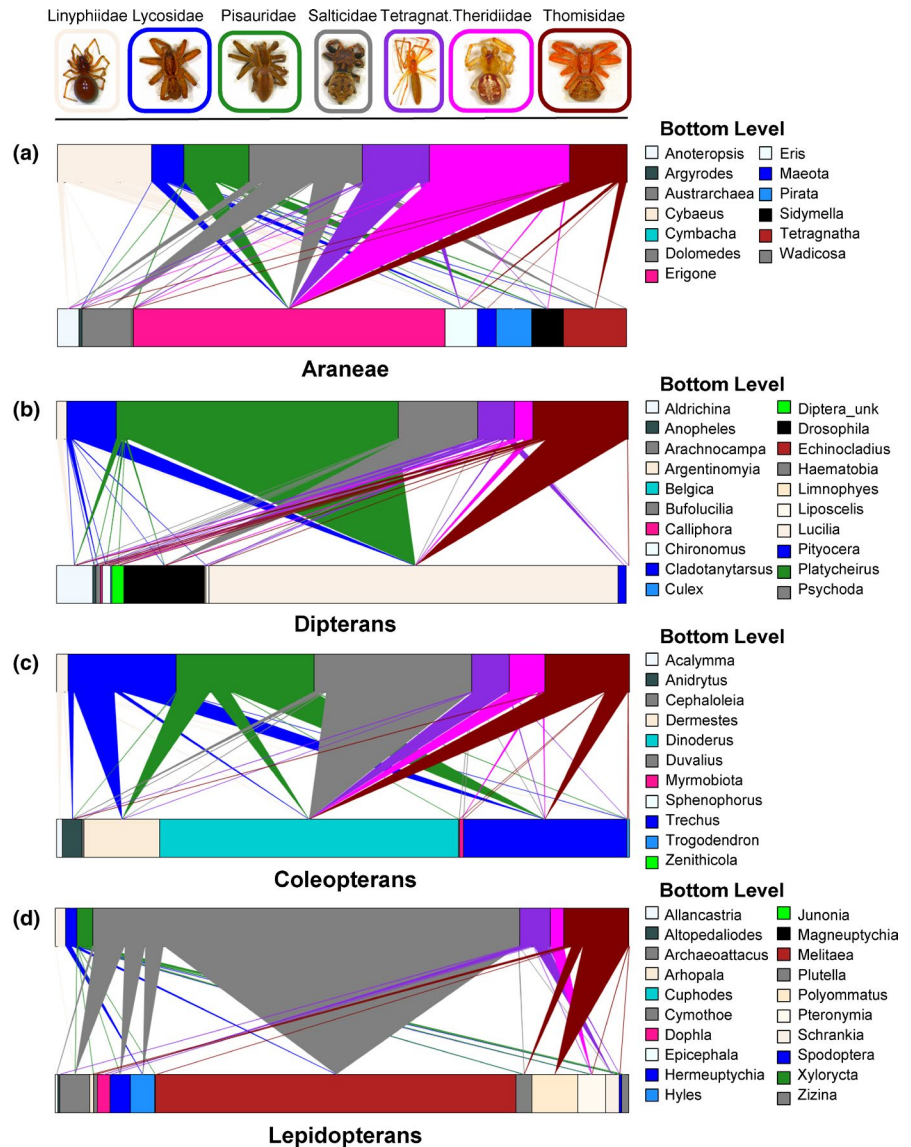 Linyphiidae Lycosidae Pisauridae Salticidae Tetragnat. Theridiidae Thomisidae
(a)
Bottom Level
Anoteropsis Eris
Argyrodes Maeota
Austrarchaea Pirata
Cybaeus Sidymella
Cymbacha Tetragnatha
Dolomedes Wadicosa
Erigone
Araneae
(b)
Bottom Level
Aldrichina Diptera_unk
Anopheles Drosophila
Arachnocampa Echinocladius
Argentinomyia Haematobia
Belgica Limnophyes
Bufolucilia Liposcelis
Calliphora Lucilia
Chironomus Pityocera
Cladotanytarsus Platycheirus
Culex Psychoda
Dipterans
(c)
Bottom Level
Acalymma
Anidrytus
Cephaloleia
Dermestes
Dinoderus
Duvalius
Myrmobiota
Sphenophorus
Trechus
Trogodendron
Zenithicola
Coleopterans
(d)
Bottom Level
Allancastria Junonia
Altopedaliodes Magneuptychia
Archaeoattacus Melitaea
Arhopala Plutella
Cuphodes Polyommatus
Cymothoe Pteronymia
Dophla Schrankia
Epicephala Spodoptera
Hermeuptychia Xylorycta
Hyles Zizina
Lepidopterans